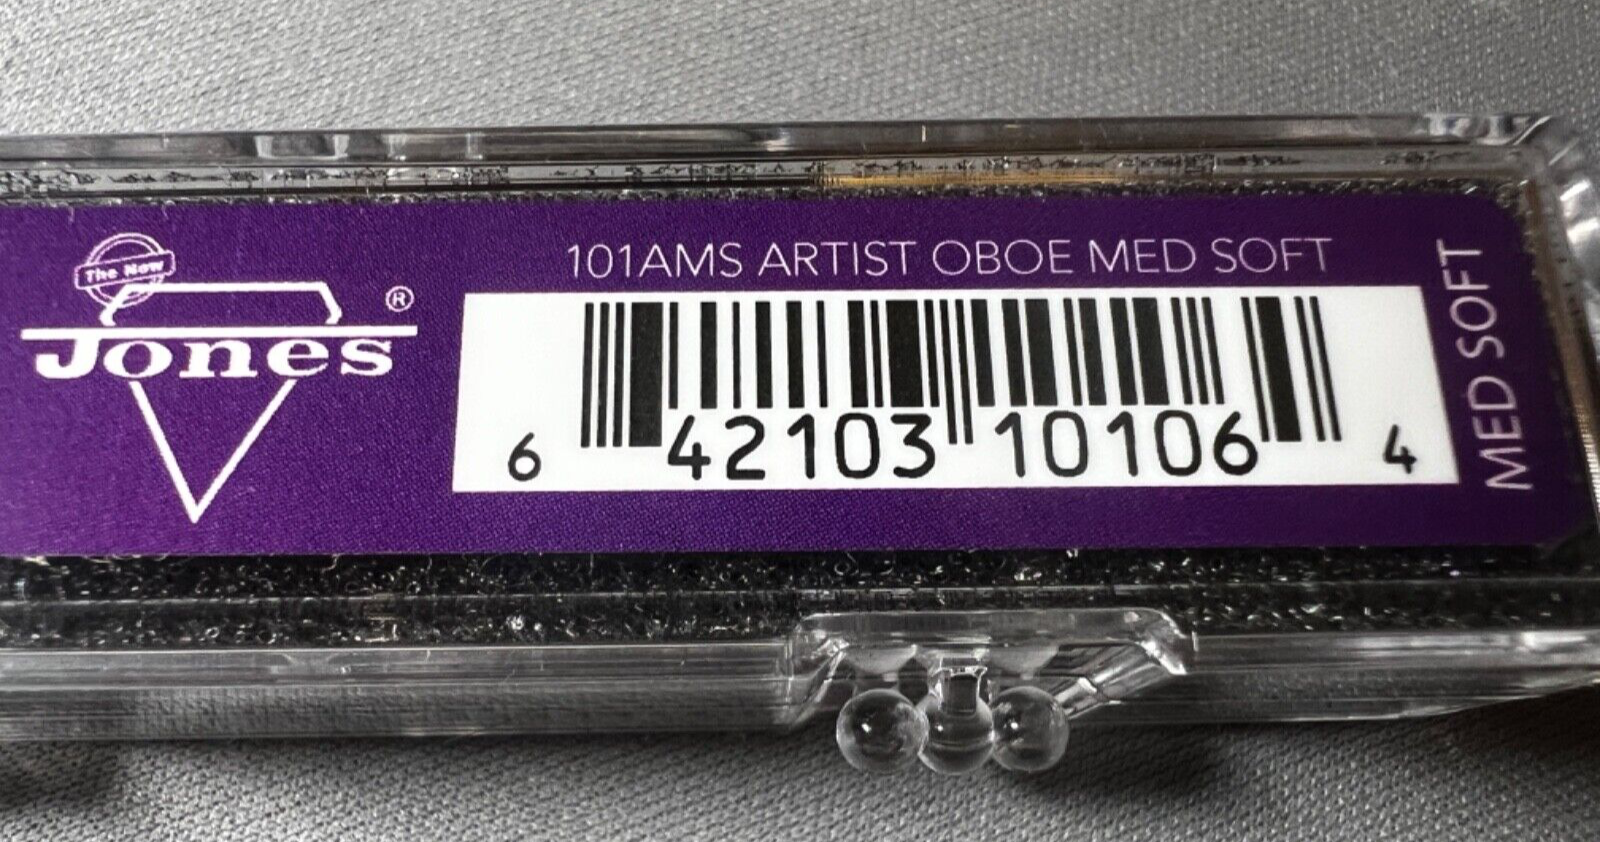 The New
Jones ®
101AMS ARTIST OBOE MED SOFT
6 42103 10106 4
MED SOFT